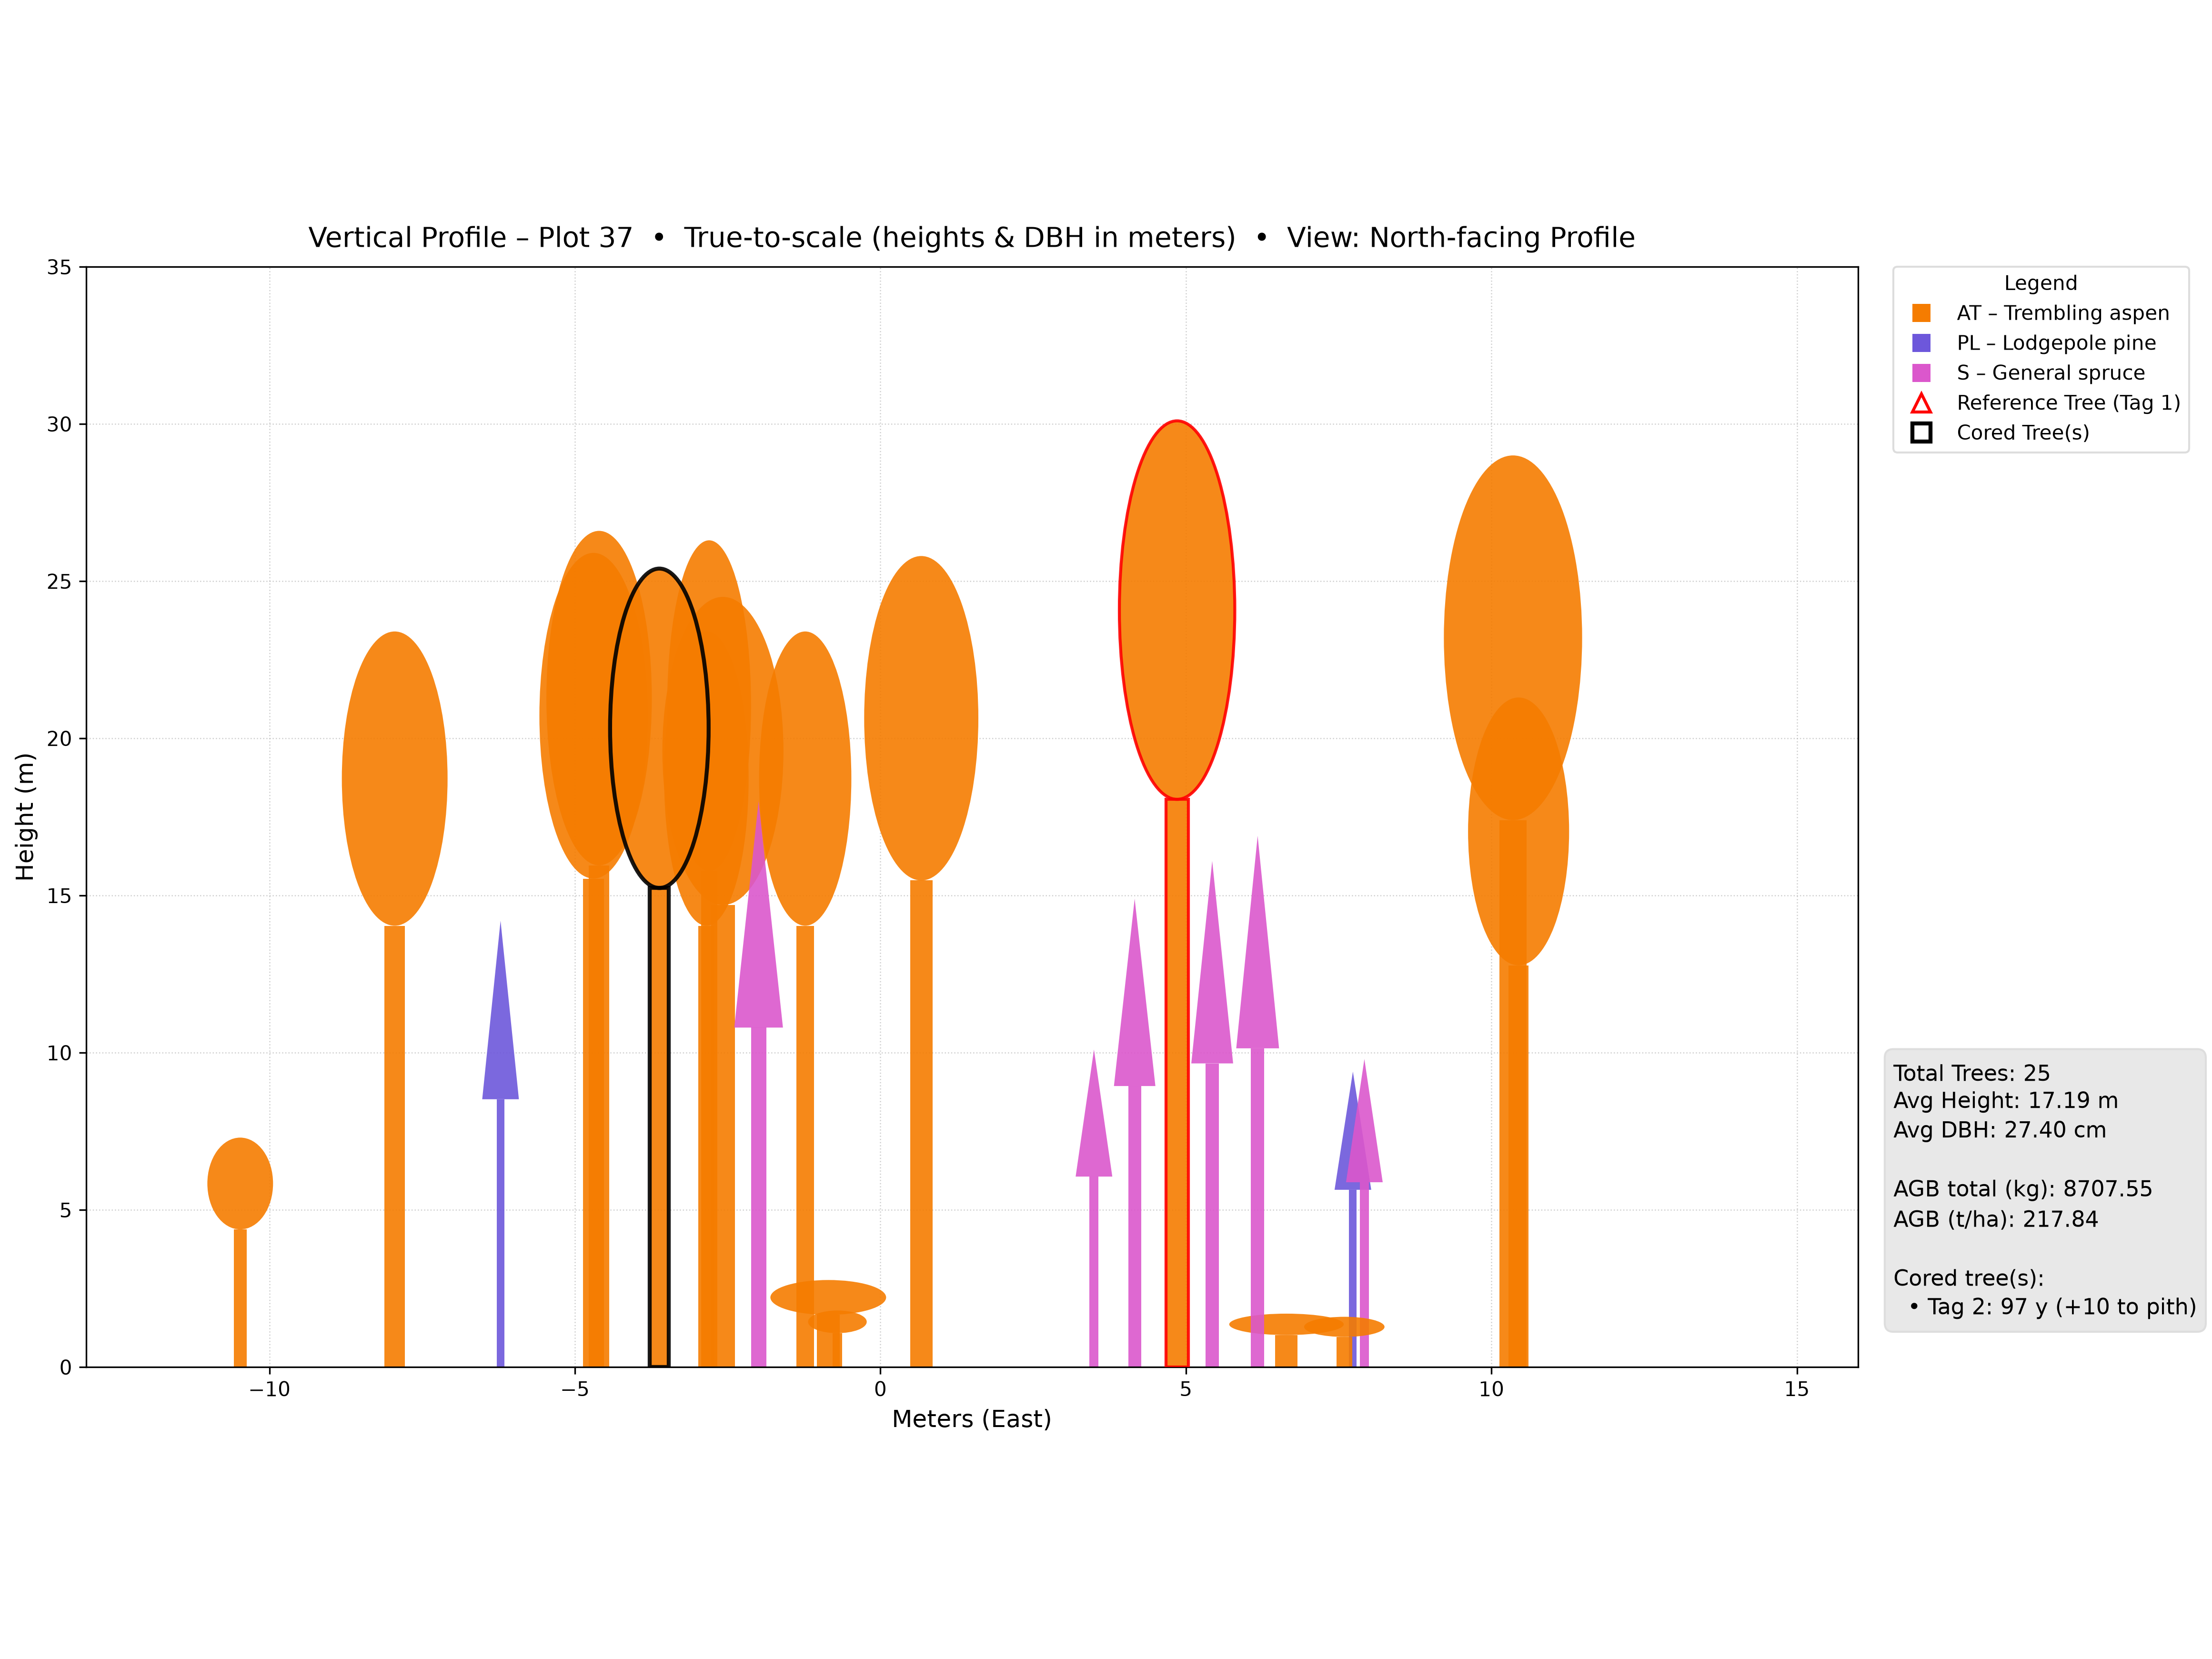 Vertical Profile – Plot 37 • True-to-scale (heights & DBH in meters) • View: North-facing Profile
35
30
25
20
15
10
5
0
Height (m)
−10
−5
0
5
10
15
Meters (East)
Legend
AT – Trembling aspen
PL – Lodgepole pine
S – General spruce
Reference Tree (Tag 1)
Cored Tree(s)
Total Trees: 25
Avg Height: 17.19 m
Avg DBH: 27.40 cm
AGB total (kg): 8707.55
AGB (t/ha): 217.84
Cored tree(s):
• Tag 2: 97 y (+10 to pith)